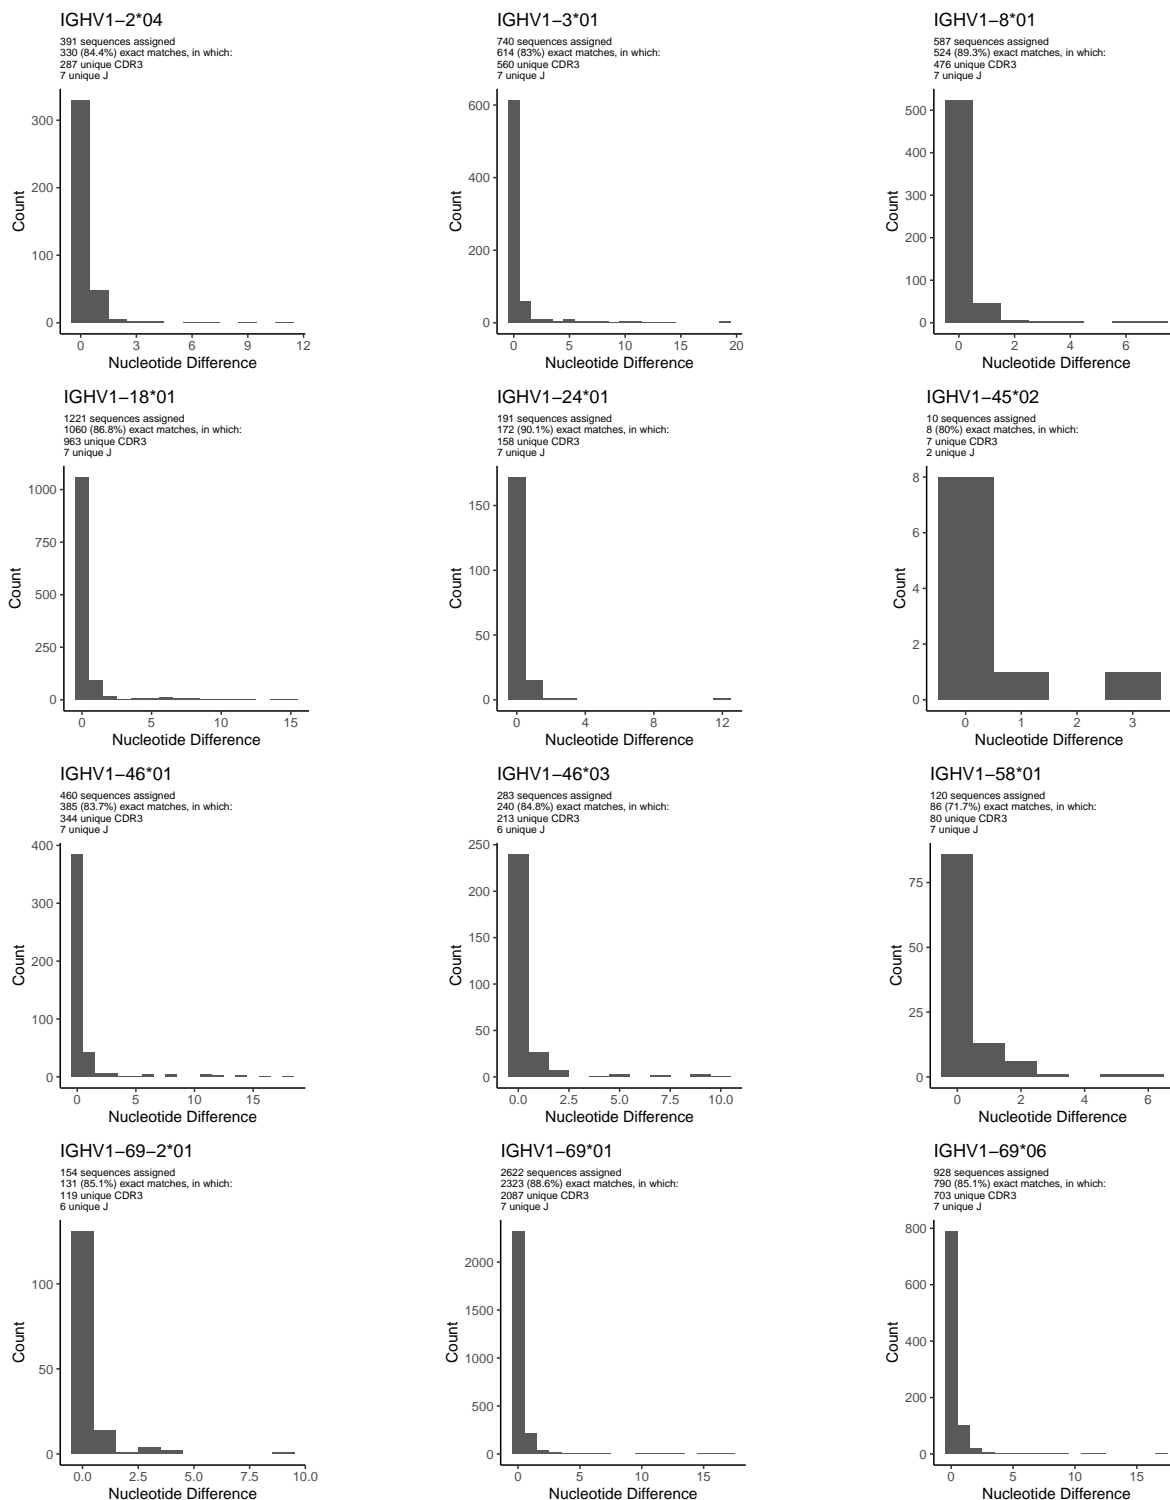 IGHV1−2*04
391 sequences assigned
330 (84.4%) exact matches, in which:
287 unique CDR3
7 unique J
300
200
100
0
Count
0 3 6 9 12
Nucleotide Difference
IGHV1−3*01
740 sequences assigned
614 (83%) exact matches, in which:
560 unique CDR3
7 unique J
600
400
200
0
Count
0 5 10 15 20
Nucleotide Difference
IGHV1−8*01
587 sequences assigned
524 (89.3%) exact matches, in which:
476 unique CDR3
7 unique J
500
400
300
200
100
0
Count
0 2 4 6
Nucleotide Difference
IGHV1−18*01
1221 sequences assigned
1060 (86.8%) exact matches, in which:
963 unique CDR3
7 unique J
1000
750
500
250
0
Count
0 5 10 15
Nucleotide Difference
IGHV1−24*01
191 sequences assigned
172 (90.1%) exact matches, in which:
158 unique CDR3
7 unique J
150
100
50
0
Count
0 4 8 12
Nucleotide Difference
IGHV1−45*02
10 sequences assigned
8 (80%) exact matches, in which:
7 unique CDR3
2 unique J
8
6
4
2
0
Count
0 1 2 3
Nucleotide Difference
IGHV1−46*01
460 sequences assigned
385 (83.7%) exact matches, in which:
344 unique CDR3
7 unique J
400
300
200
100
0
Count
0 5 10 15
Nucleotide Difference
IGHV1−46*03
283 sequences assigned
240 (84.8%) exact matches, in which:
213 unique CDR3
6 unique J
250
200
150
100
50
0
Count
0.0 2.5 5.0 7.5 10.0
Nucleotide Difference
IGHV1−58*01
120 sequences assigned
86 (71.7%) exact matches, in which:
80 unique CDR3
7 unique J
75
50
25
0
Count
0 2 4 6
Nucleotide Difference
IGHV1−69−2*01
154 sequences assigned
131 (85.1%) exact matches, in which:
119 unique CDR3
6 unique J
100
50
0
Count
0.0 2.5 5.0 7.5 10.0
Nucleotide Difference
IGHV1−69*01
2622 sequences assigned
2323 (88.6%) exact matches, in which:
2087 unique CDR3
7 unique J
2000
1500
1000
500
0
Count
0 5 10 15
Nucleotide Difference
IGHV1−69*06
928 sequences assigned
790 (85.1%) exact matches, in which:
703 unique CDR3
7 unique J
800
600
400
200
0
Count
0 5 10 15
Nucleotide Difference